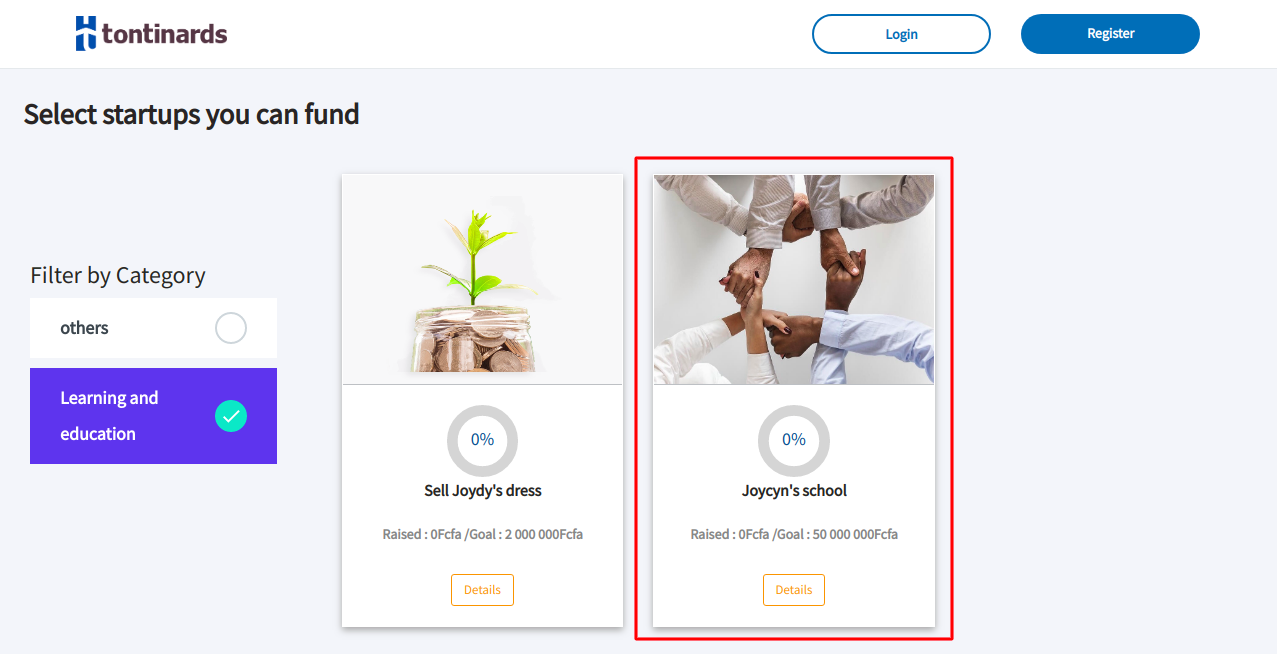 tontinards
Login
Register
Select startups you can fund
Filter by Category
others
Learning and
education
0%
Sell Joydy's dress
Raised : 0Fcfa /Goal : 2 000 000Fcfa
Details
0%
Joycyn's school
Raised : 0Fcfa /Goal : 50 000 000Fcfa
Details